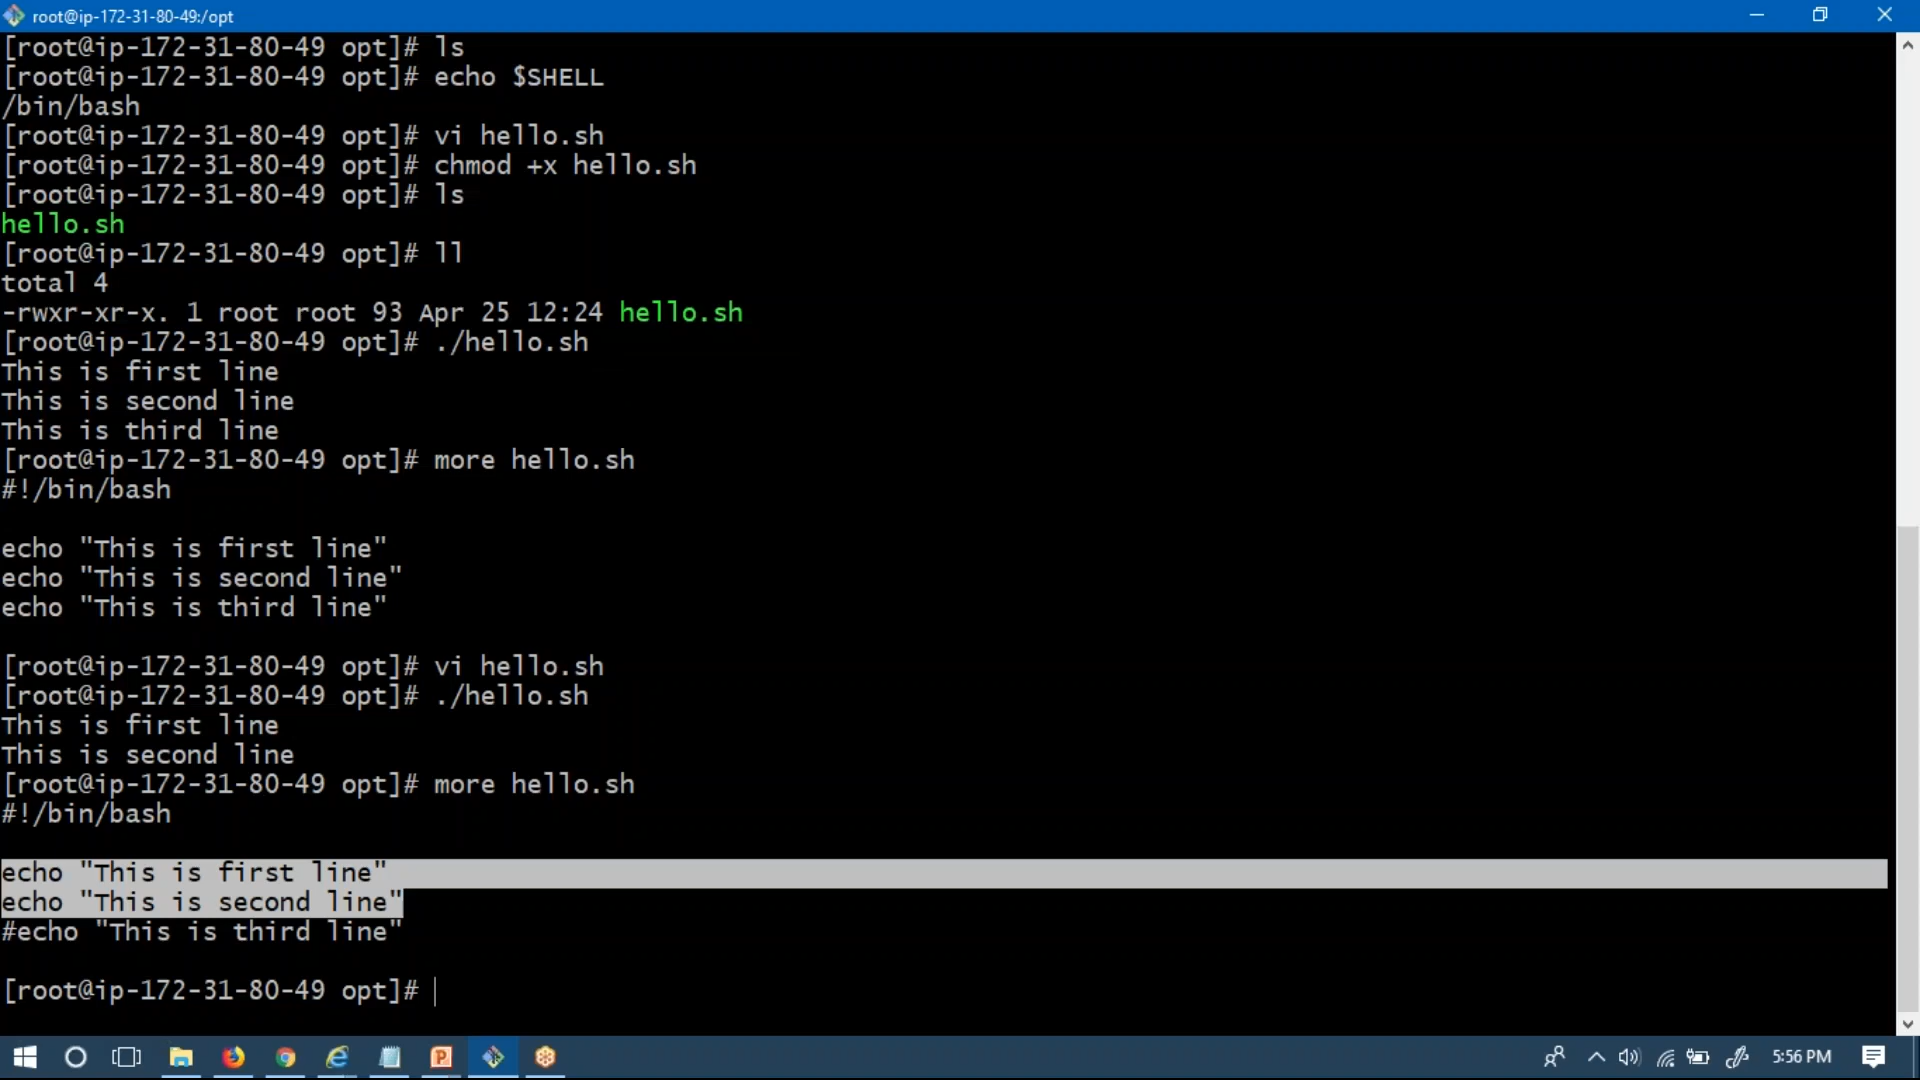 root@ip-172-31-80-49:/opt
[root@ip-172-31-80-49 opt]# ls
[root@ip-172-31-80-49 opt]# echo $SHELL
/bin/bash
[root@ip-172-31-80-49 opt]# vi hello.sh
[root@ip-172-31-80-49 opt]# chmod +x hello.sh
[root@ip-172-31-80-49 opt]# ls
hello.sh
[root@ip-172-31-80-49 opt]# ll
total 4
-rwxr-xr-x. 1 root root 93 Apr 25 12:24 hello.sh
[root@ip-172-31-80-49 opt]# ./hello.sh
This is first line
This is second line
This is third line
[root@ip-172-31-80-49 opt]# more hello.sh
#!/bin/bash
echo "This is first line"
echo "This is second line"
echo "This is third line"
[root@ip-172-31-80-49 opt]# vi hello.sh
[root@ip-172-31-80-49 opt]# ./hello.sh
This is first line
This is second line
[root@ip-172-31-80-49 opt]# more hello.sh
#!/bin/bash
echo "This is first line"
echo "This is second line"
#echo "This is third line"
[root@ip-172-31-80-49 opt]#
5:56 PM